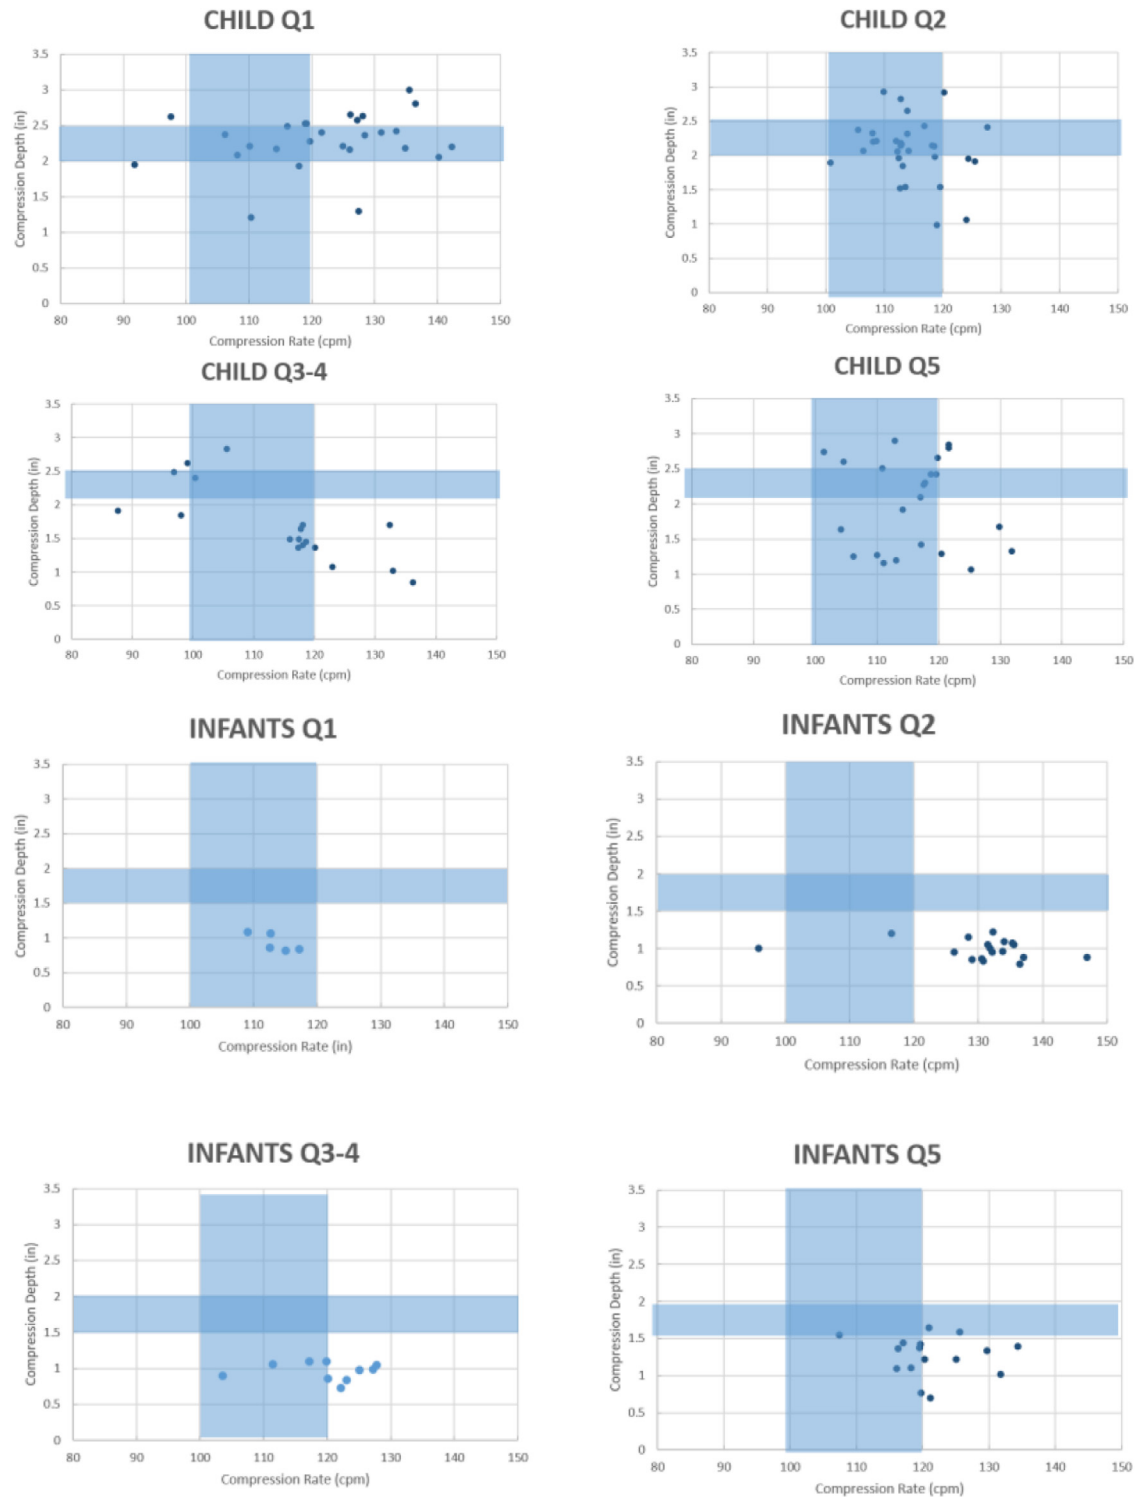 CHILD Q1
3.5
3
2.5
2
1.5
1
0.5
0
Compression Depth (in)
80 90 100 110 120 130 140 150
Compression Rate (cpm)
CHILD Q2
3.5
3
2.5
2
1.5
1
0.5
0
Compression Depth (in)
80 90 100 110 120 130 140 150
Compression Rate (cpm)
CHILD Q3-4
3.5
3
2.5
2
1.5
1
0.5
0
Compression Depth (in)
80 90 100 110 120 130 140 150
Compression Rate (cpm)
CHILD Q5
3.5
3
2.5
2
1.5
1
0.5
0
Compression Depth (in)
80 90 100 110 120 130 140 150
Compression Rate (cpm)
INFANTS Q1
3.5
3
2.5
2
1.5
1
0.5
0
Compression Depth (in)
80 90 100 110 120 130 140 150
Compression Rate (in)
INFANTS Q2
3.5
3
2.5
2
1.5
1
0.5
0
Compression Depth (in)
80 90 100 110 120 130 140 150
Compression Rate (cpm)
INFANTS Q3-4
3.5
3
2.5
2
1.5
1
0.5
0
Compression Depth (in)
80 90 100 110 120 130 140 150
Compression Rate (cpm)
INFANTS Q5
3.5
3
2.5
2
1.5
1
0.5
0
Compression Depth (in)
80 90 100 110 120 130 140 150
Compression Rate (cpm)